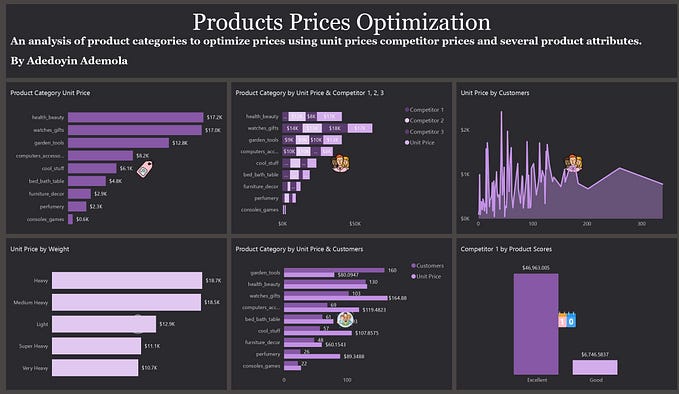 Products Prices Optimization
An analysis of product categories to optimize prices using unit prices competitor prices and several product attributes.
By Adedoyin Ademola
Product Category Unit Price
health_beauty $17.2K
watches_gifts $17.0K
garden_tools $12.8K
computers_accesso... $8.2K
cool_stuff $6.1K
bed_bath_table $4.8K
furniture_decor $2.9K
perfumery $2.3K
consoles_games $0.6K
Product Category by Unit Price & Competitor 1, 2, 3
Competitor 1
Competitor 2
Competitor 3
Unit Price
health_beauty
watches_gifts $14K $18K
garden_tools
computers_acc...
cool_stuff
bed_bath_table
furniture_decor
perfumery
consoles_games
$0K $50K
Unit Price by Customers
$2K
$1K
$0K
0 100 200 300
Unit Price by Weight
Heavy $18.7K
Medium Heavy $18.5K
Light $12.9K
Super Heavy $11.1K
Very Heavy $10.7K
Product Category by Unit Price & Customers
Customers
Unit Price
garden_tools 160
$80.0947
health_beauty 130
watches_gifts 103
$164.88
computers_acc... 69
$119.4823
bed_bath_table 61
cool_stuff 57
$107.8575
furniture_decor 48
$60.1543
perfumery 26
$89.3488
consoles_games 22
0 100
Competitor 1 by Product Scores
$46,963.005
$6,746.5837
Excellent Good